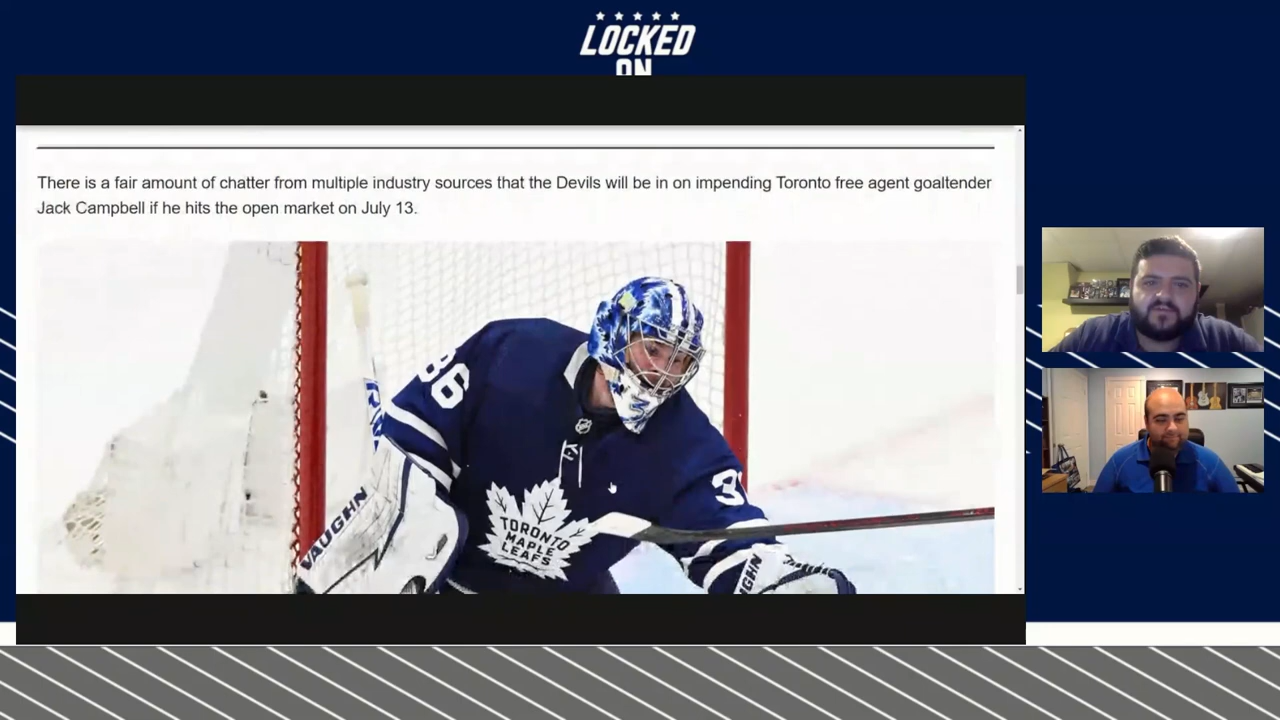 LOCKED
ON
There is a fair amount of chatter from multiple industry sources that the Devils will be in on impending Toronto free agent goaltender
Jack Campbell if he hits the open market on July 13.
36
3
VAUGHN
TORONTO
MAPLE
LEAFS